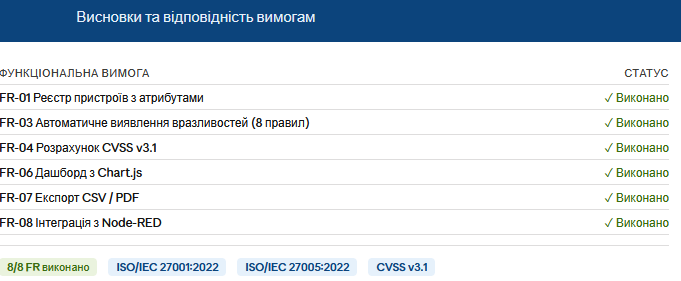 Висновки та відповідність вимогам
ФУНКЦІОНАЛЬНА ВИМОГА СТАТУС
FR-01 Реєстр пристроїв з атрибутами ✓ Виконано
FR-03 Автоматичне виявлення вразливостей (8 правил) ✓ Виконано
FR-04 Розрахунок CVSS v3.1 ✓ Виконано
FR-06 Дашборд з Chart.js ✓ Виконано
FR-07 Експорт CSV / PDF ✓ Виконано
FR-08 Інтеграція з Node-RED ✓ Виконано
8/8 FR виконано ISO/IEC 27001:2022 ISO/IEC 27005:2022 CVSS v3.1